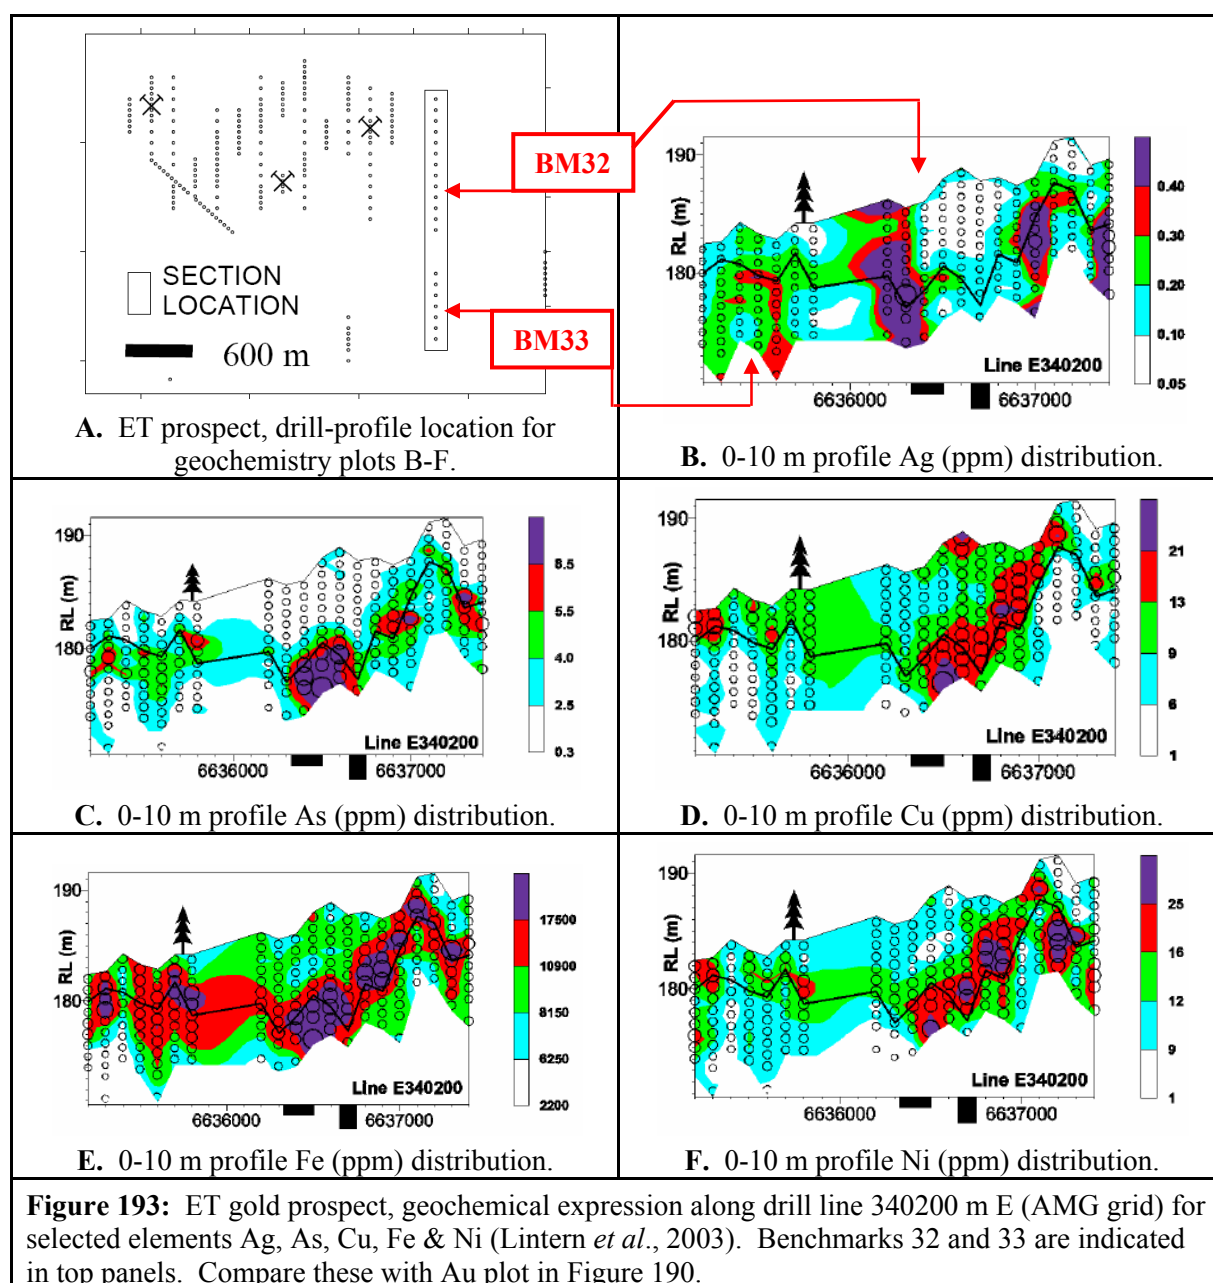 SECTION
LOCATION
600 m
A. ET prospect, drill-profile location for
geochemistry plots B-F.
BM32
BM33
190
180
RL (m)
Line E340200
6636000
6637000
0.40
0.30
0.20
0.10
0.05
B. 0-10 m profile Ag (ppm) distribution.
190
180
RL (m)
Line E340200
6636000
6637000
8.5
5.5
4.0
2.5
0.3
C. 0-10 m profile As (ppm) distribution.
190
180
RL (m)
Line E340200
6636000
6637000
21
13
9
6
1
D. 0-10 m profile Cu (ppm) distribution.
190
180
RL (m)
Line E340200
6636000
6637000
17500
10900
8150
6250
2200
E. 0-10 m profile Fe (ppm) distribution.
190
180
RL (m)
Line E340200
6636000
6637000
25
16
12
9
1
F. 0-10 m profile Ni (ppm) distribution.
Figure 193: ET gold prospect, geochemical expression along drill line 340200 m E (AMG grid) for
selected elements Ag, As, Cu, Fe & Ni (Lintern et al., 2003). Benchmarks 32 and 33 are indicated
in top panels. Compare these with Au plot in Figure 190.